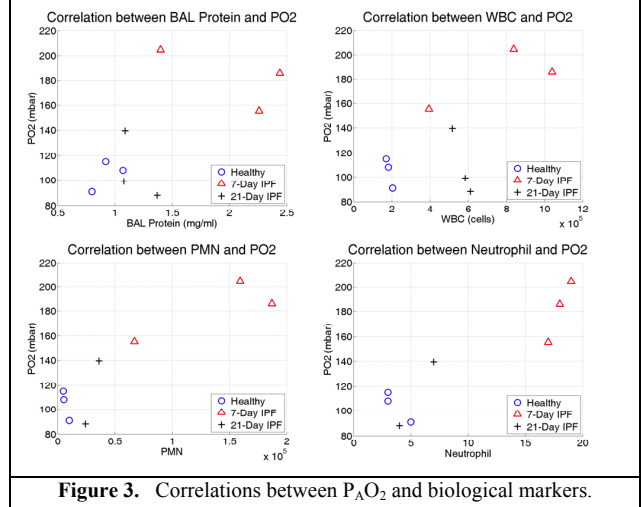 Correlation between BAL Protein and PO2
220
200
180
160
140
120
100
80
PO2 (mbar)
0.5
1
1.5
2
2.5
BAL Protein (mg/ml)
Healthy
7-Day IPF
21-Day IPF
Correlation between WBC and PO2
220
200
180
160
140
120
100
80
PO2 (mbar)
0
2
4
6
8
10
12
x 10^5
WBC (cells)
Healthy
7-Day IPF
21-Day IPF
Correlation between PMN and PO2
220
200
180
160
140
120
100
80
PO2 (mbar)
0
0.5
1
1.5
2
x 10^5
PMN
Healthy
7-Day IPF
21-Day IPF
Correlation between Neutrophil and PO2
220
200
180
160
140
120
100
80
PO2 (mbar)
0
5
10
15
20
Neutrophil
Healthy
7-Day IPF
21-Day IPF
Figure 3. Correlations between PAO2 and biological markers.